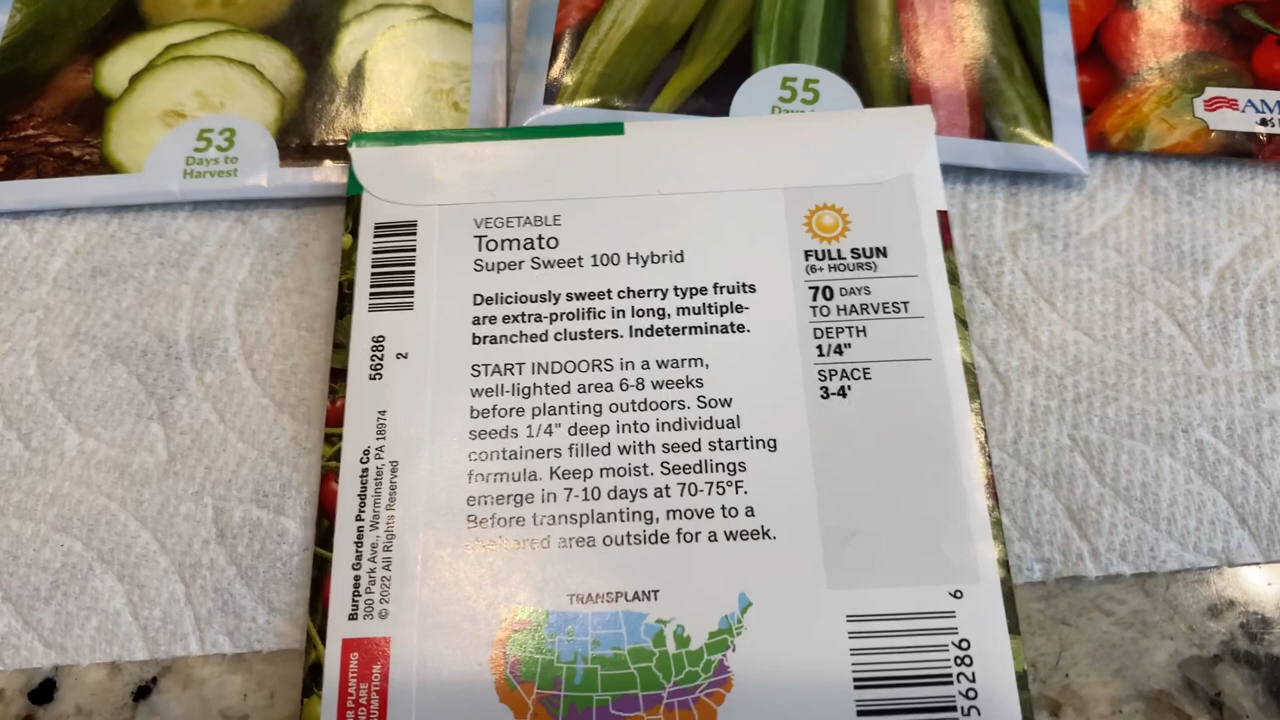 53
Days to
Harvest
55
VEGETABLE
Tomato
Super Sweet 100 Hybrid
Deliciously sweet cherry type fruits
are extra-prolific in long, multiple-
branched clusters. Indeterminate.
START INDOORS in a warm,
well-lighted area 6-8 weeks
before planting outdoors. Sow
seeds 1/4" deep into individual
containers filled with seed starting
formula. Keep moist. Seedlings
emerge in 7-10 days at 70-75°F.
Before transplanting, move to a
area outside for a week.
TRANSPLANT
FULL SUN
(6+ HOURS)
70 DAYS
TO HARVEST
DEPTH
1/4"
SPACE
3-4'
56286
2
Burpee Garden Products Co.
300 Park Ave., Warminster, PA 18974
© 2022 All Rights Reserved
PLANTING
ARE
56286
6